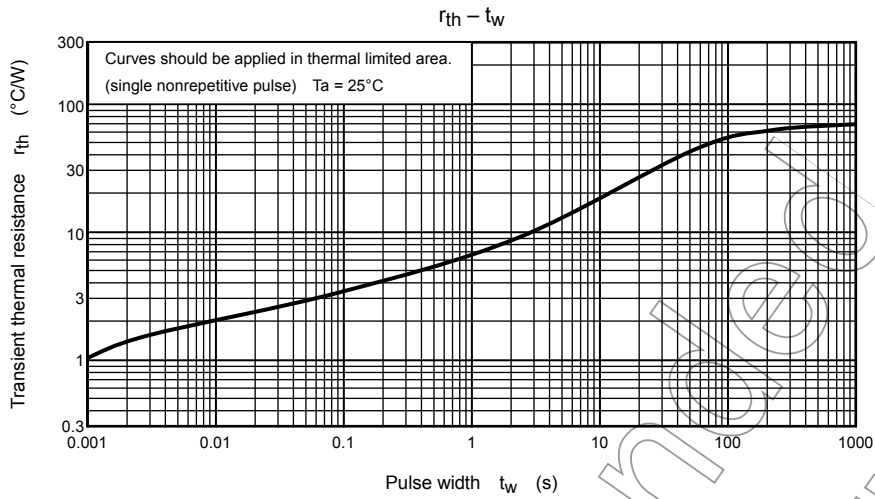 rth – tw
Curves should be applied in thermal limited area.
(single nonrepetitive pulse) Ta = 25°C
Transient thermal resistance rth (°C/W)
300
100
30
10
3
1
0.3
0.001
0.01
0.1
1
10
100
1000
Pulse width tw (s)